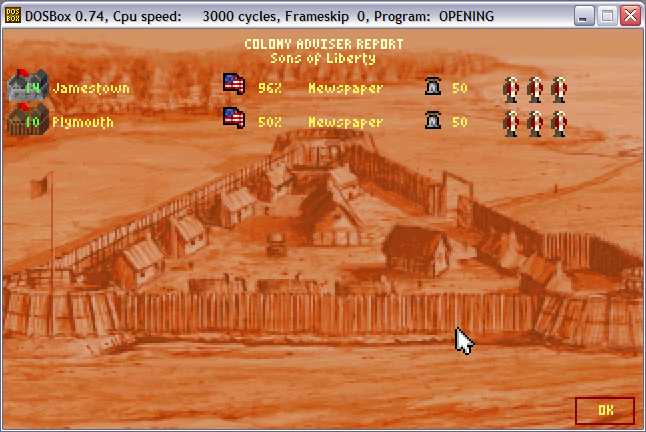 DOSBox 0.74, Cpu speed: 3000 cycles, Frameskip 0, Program: OPENING
COLONY ADVISER REPORT
Sons of Liberty
14 Jamestown 96% Newspaper 50
10 Plymouth 50% Newspaper 50
OK